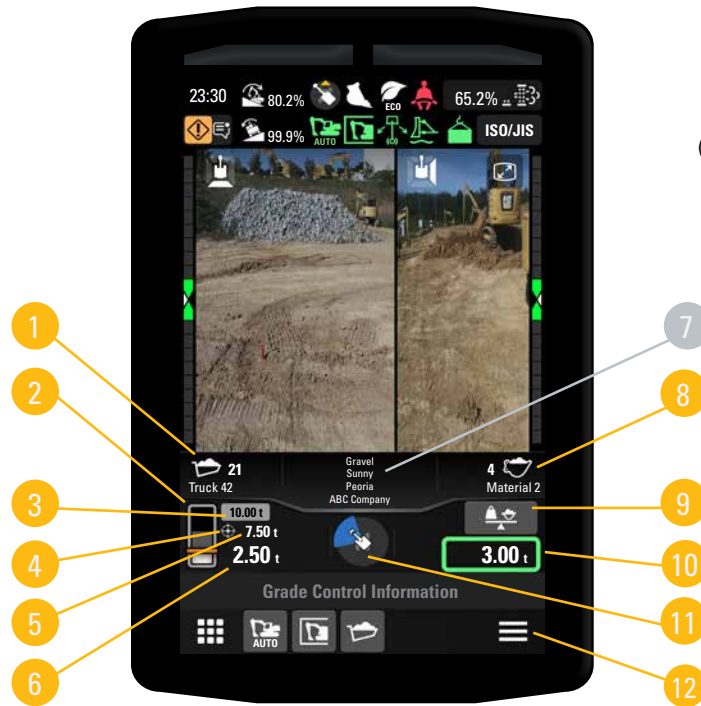 23:30 80.2% ECO 65.2%
99.9% AUTO (0) ISO/JIS
1
2
7
8
21
Truck 42
Gravel
Sunny
Peoria
ABC Company
4
Material 2
3
10.00 t
9
4
7.50 t
5
2.50 t
3.00 t
10
Grade Control Information
11
AUTO
6
12